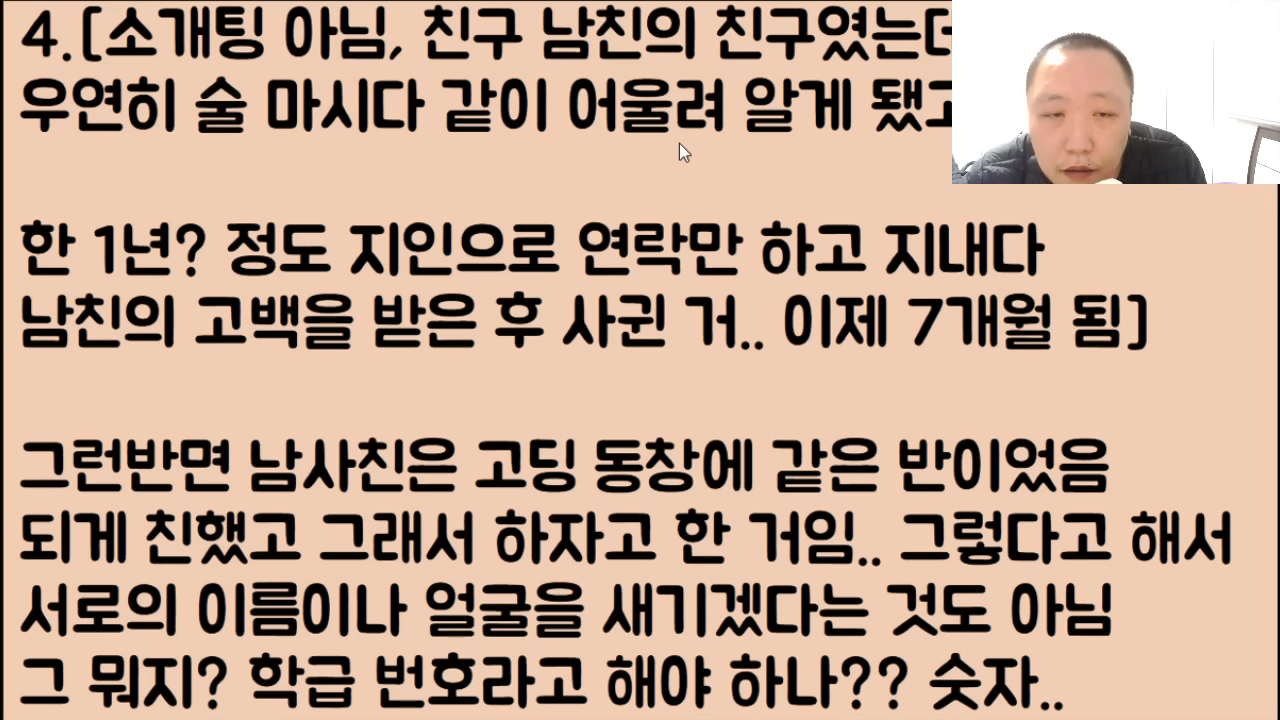 4.[소개팅 아님, 친구 남친의 친구였는데
우연히 술 마시다 같이 어울려 알게 됐고
한 1년? 정도 지인으로 연락만 하고 지내다
남친의 고백을 받은 후 사귄 거.. 이제 7개월 됨]
그런반면 남사친은 고딩 동창에 같은 반이었음
되게 친했고 그래서 하자고 한 거임.. 그렇다고 해서
서로의 이름이나 얼굴을 새기겠다는 것도 아님
그 뭐지? 학급 번호라고 해야 하나?? 숫자..